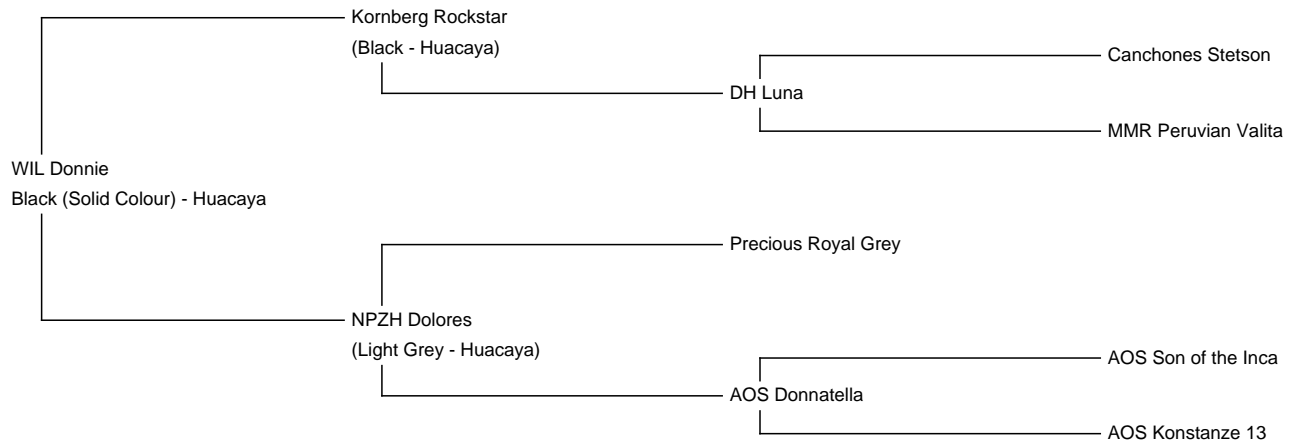 Kornberg Rockstar
(Black - Huacaya)
Canchones Stetson
DH Luna
MMR Peruvian Valita
WIL Donnie
Black (Solid Colour) - Huacaya
Precious Royal Grey
NPZH Dolores
(Light Grey - Huacaya)
AOS Son of the Inca
AOS Donnatella
AOS Konstanze 13